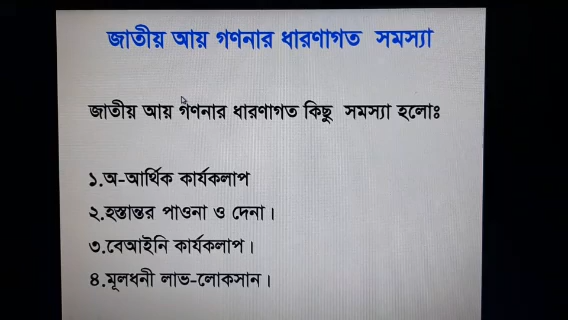 জাতীয় আয় গণনার ধারণাগত সমস্যা
জাতীয় আয় গণনার ধারণাগত কিছু সমস্যা হলোঃ
১.অ-আর্থিক কার্যকলাপ
২.হস্তান্তর পাওনা ও দেনা।
৩.বেআইনি কার্যকলাপ।
৪.মূলধনী লাভ-লোকসান।